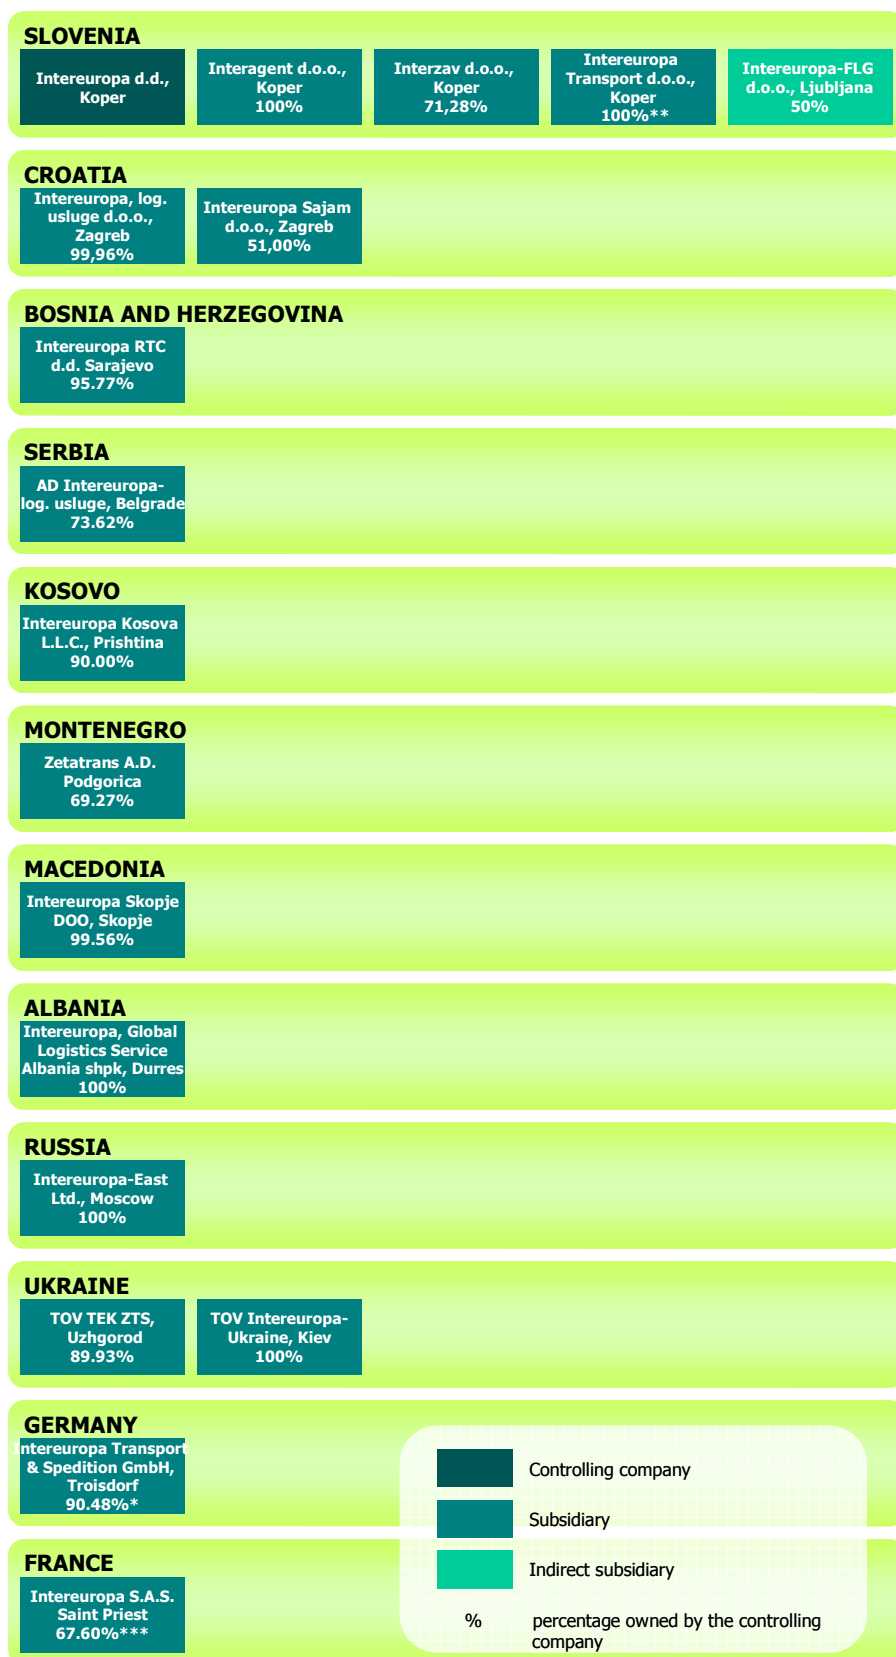 SLOVENIA
Intereuropa d.d.,
Koper
Interagent d.o.o.,
Koper
100%
Interzav d.o.o.,
Koper
71,28%
Intereuropa
Transport d.o.o.,
Koper
100%**
Intereuropa-FLG
d.o.o., Ljubljana
50%
CROATIA
Intereuropa, log.
usluge d.o.o.,
Zagreb
99,96%
Intereuropa Sajam
d.o.o., Zagreb
51,00%
BOSNIA AND HERZEGOVINA
Intereuropa RTC
d.d. Sarajevo
95.77%
SERBIA
AD Intereuropa-
log. usluge, Belgrade
73.62%
KOSOVO
Intereuropa Kosova
L.L.C., Prishtina
90.00%
MONTENEGRO
Zetatrans A.D.
Podgorica
69.27%
MACEDONIA
Intereuropa Skopje
DOO, Skopje
99.56%
ALBANIA
Intereuropa, Global
Logistics Service
Albania shpk, Durres
100%
RUSSIA
Intereuropa-East
Ltd., Moscow
100%
UKRAINE
TOV TEK ZTS,
Uzhgorod
89.93%
TOV Intereuropa-
Ukraine, Kiev
100%
GERMANY
Intereuropa Transport
& Spedition GmbH,
Troisdorf
90.48%*
FRANCE
Intereuropa S.A.S.
Saint Priest
67.60%***
Controlling company
Subsidiary
Indirect subsidiary
% percentage owned by the controlling
company